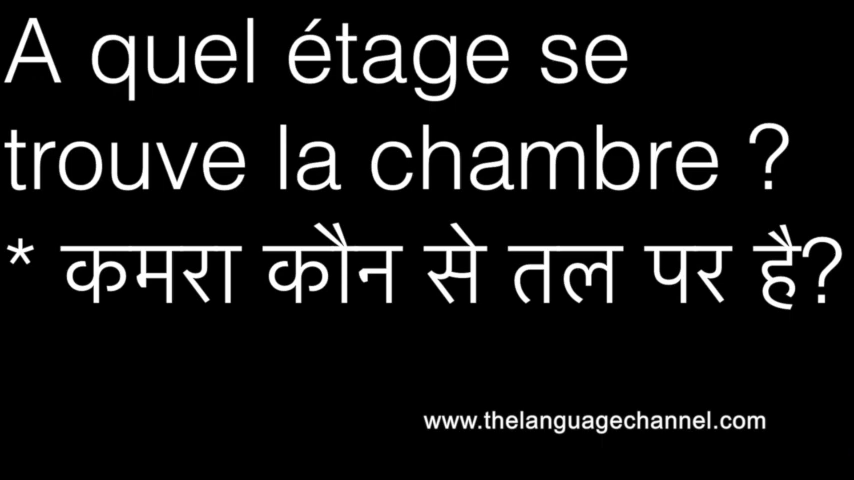 A quel étage se
trouve la chambre ?
* कमरा कौन से तल पर है?
www.thelanguagechannel.com